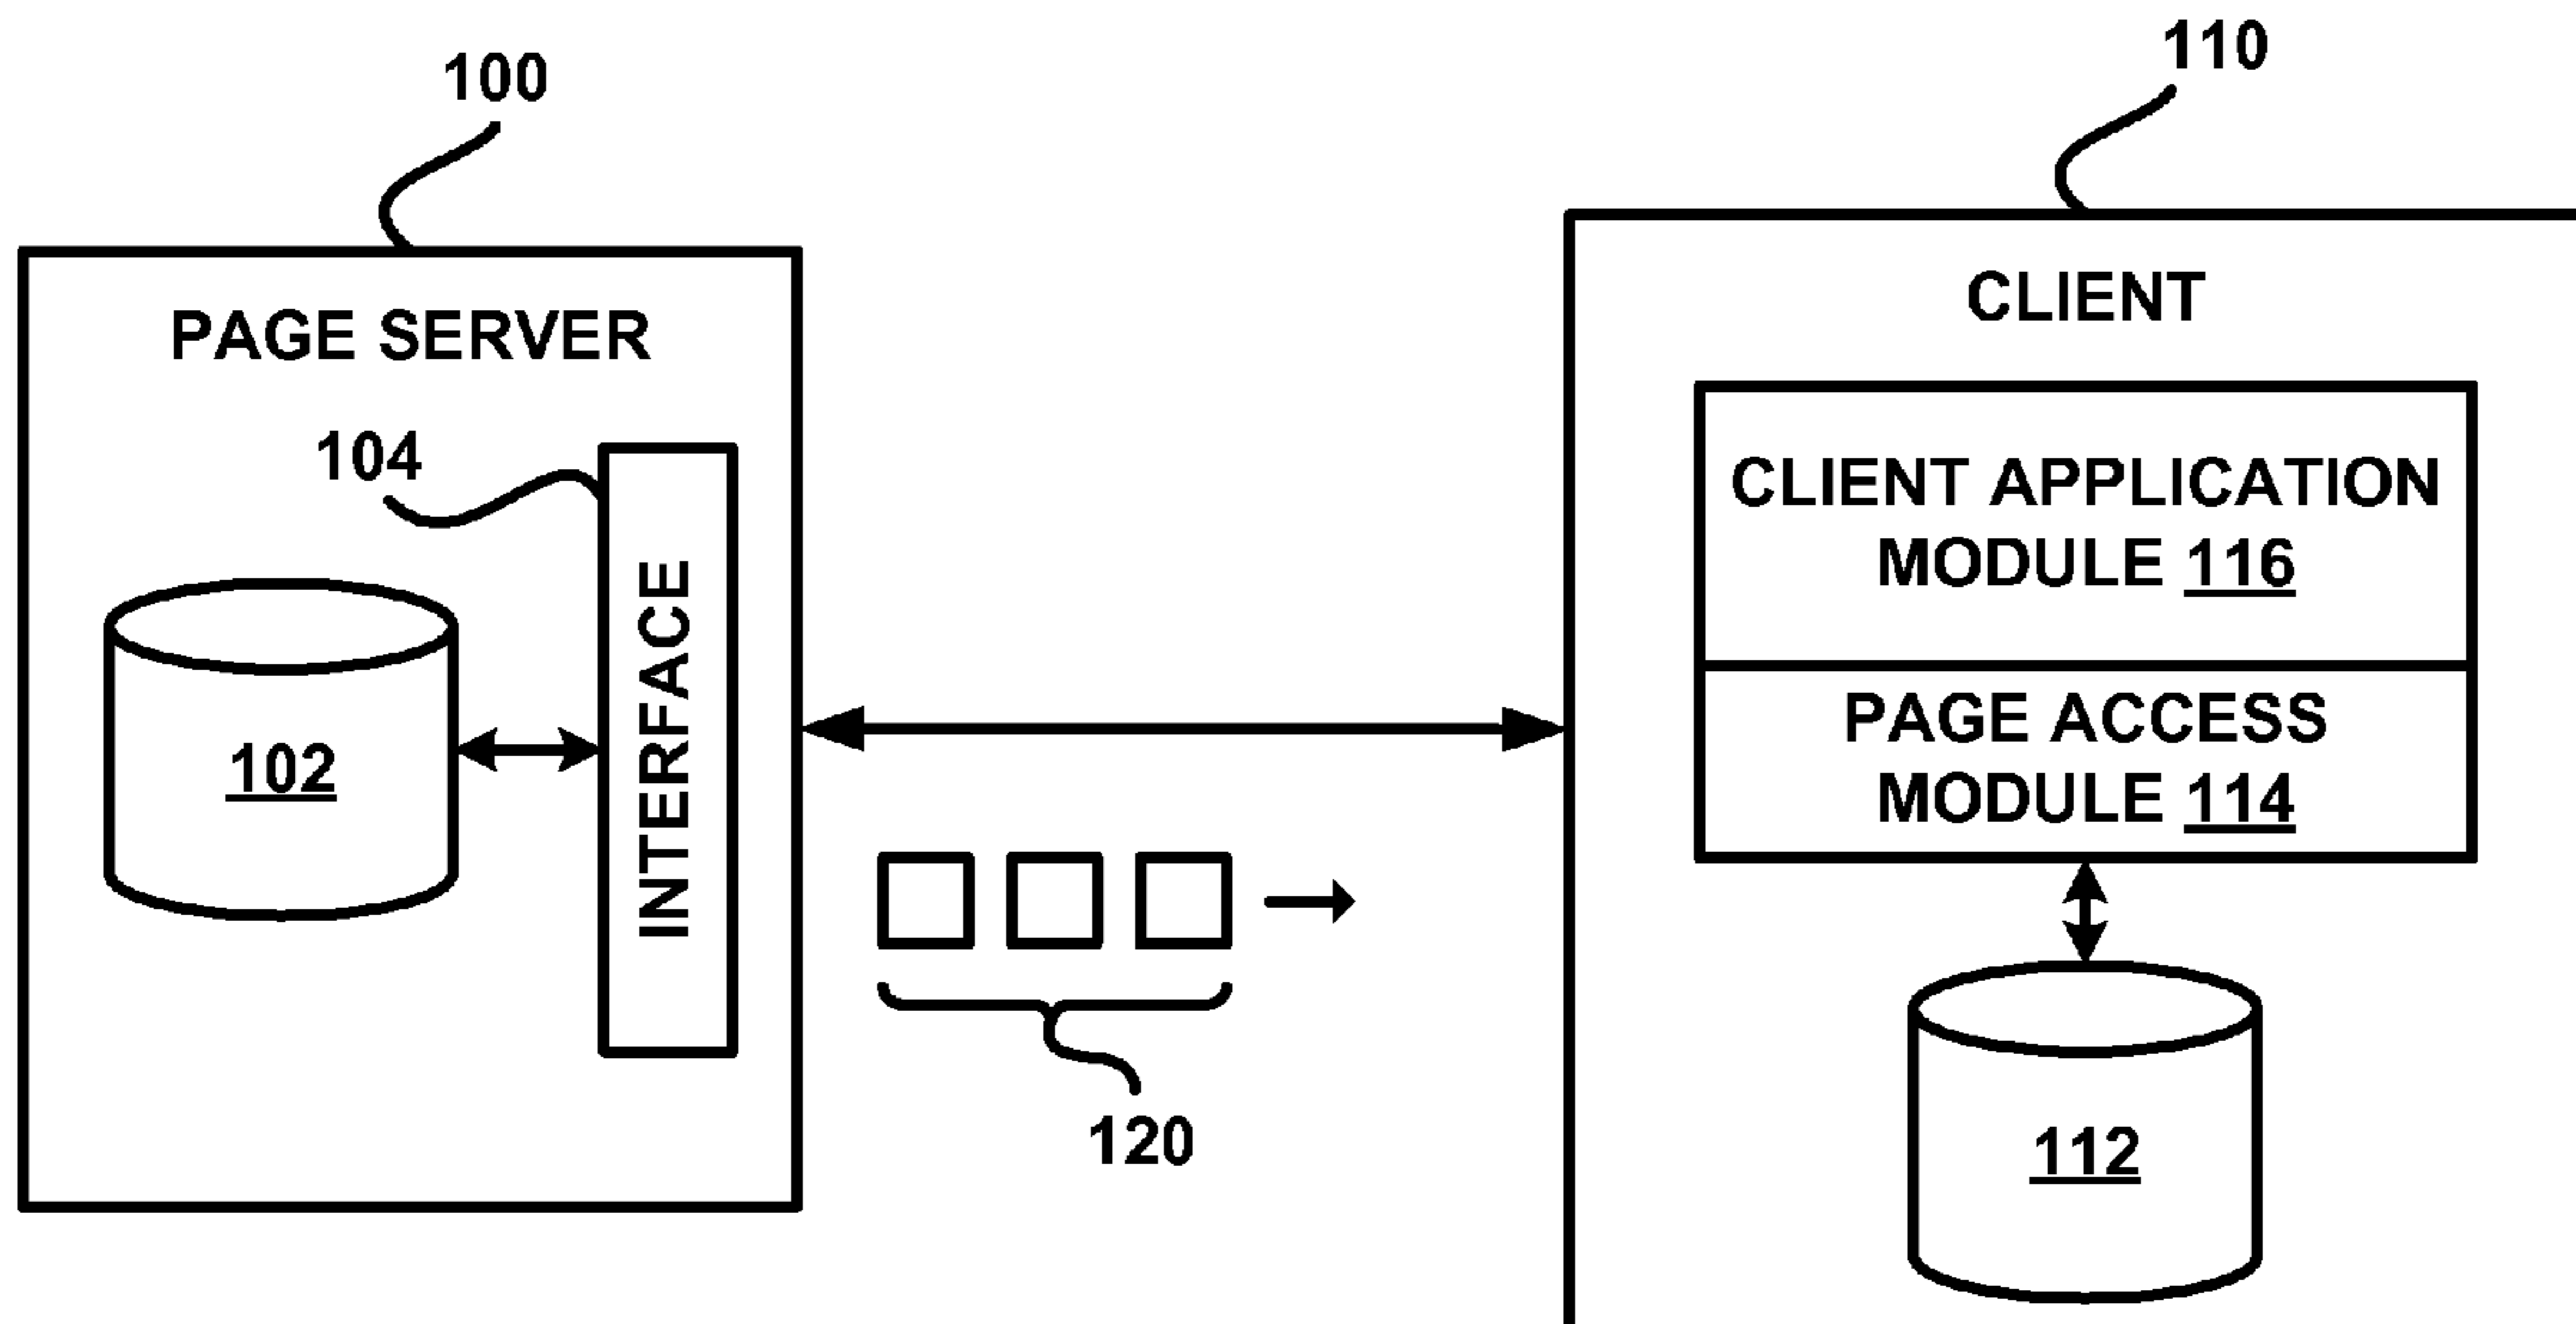 100
110
PAGE SERVER
CLIENT
104
CLIENT APPLICATION
MODULE 116
INTERFACE
PAGE ACCESS
MODULE 114
102
120
112